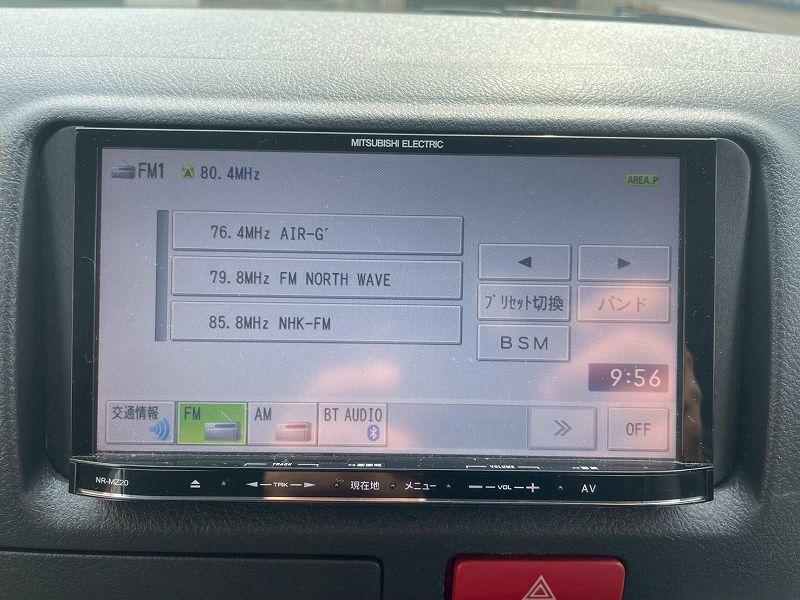 MITSUBISHI ELECTRIC
FM1 A 80.4MHz
AREA.P
76.4MHz AIR-G'
79.8MHz FM NORTH WAVE
85.8MHz NHK-FM
プリセット切換 バンド
BSM
9:56
交通情報 FM AM BT AUDIO OFF
TRACK VOLUME
NR-MZ20 TRK 現在地 メニュー VOL AV